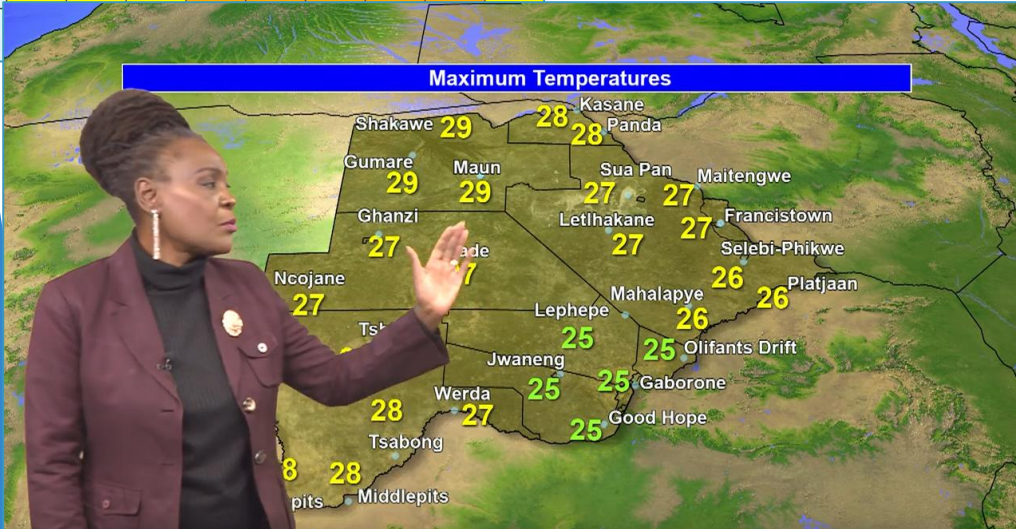 Maximum Temperatures
Kasane
28
Shakawe 29
28 Panda
Gumare
29
Maun
29
Sua Pan
27
27
Maitengwe
Ghanzi
27
Letlhakane
27
27
Francistown
Selebi-Phikwe
26
Ncojane
27
Mahalapye
26
26
Platjaan
Lephepe
25
25
Olifants Drift
Jwaneng
25
25
Gaborone
Werda
27
28
Good Hope
25
Tsabong
28
Middlepits